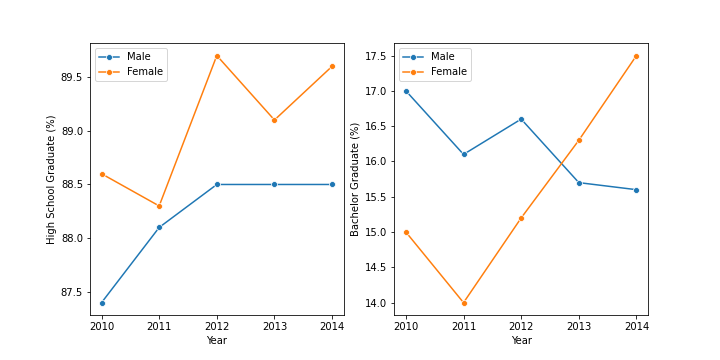 Male
Female
89.5
89.0
88.5
88.0
87.5
High School Graduate (%)
2010 2011 2012 2013 2014
Year
Male
Female
17.5
17.0
16.5
16.0
15.5
15.0
14.5
14.0
Bachelor Graduate (%)
2010 2011 2012 2013 2014
Year